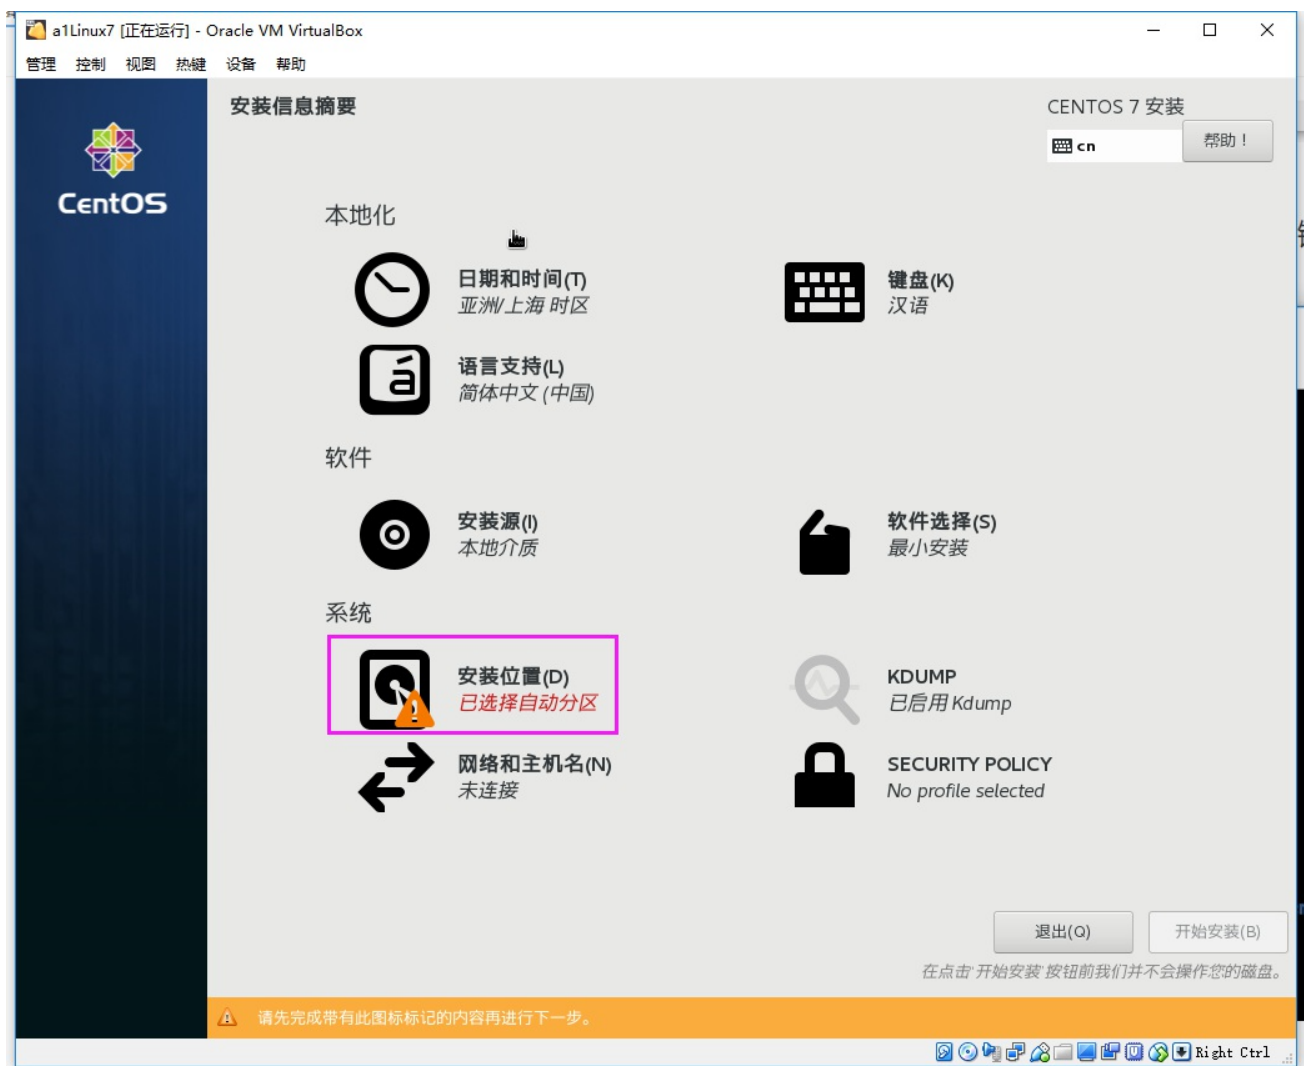 a1Linux7 [正在运行] - Oracle VM VirtualBox
管理 控制 视图 热键 设备 帮助
安装信息摘要
CENTOS 7 安装
cn
帮助！
CentOS
本地化
日期和时间(T)
亚洲/上海 时区
键盘(K)
汉语
á
语言支持(L)
简体中文 (中国)
软件
安装源(I)
本地介质
软件选择(S)
最小安装
系统
安装位置(D)
已选择自动分区
KDUMP
已启用 Kdump
网络和主机名(N)
未连接
SECURITY POLICY
No profile selected
退出(Q)
开始安装(B)
在点击'开始安装'按钮前我们并不会操作您的磁盘。
请先完成带有此图标标记的内容再进行下一步。
Right Ctrl